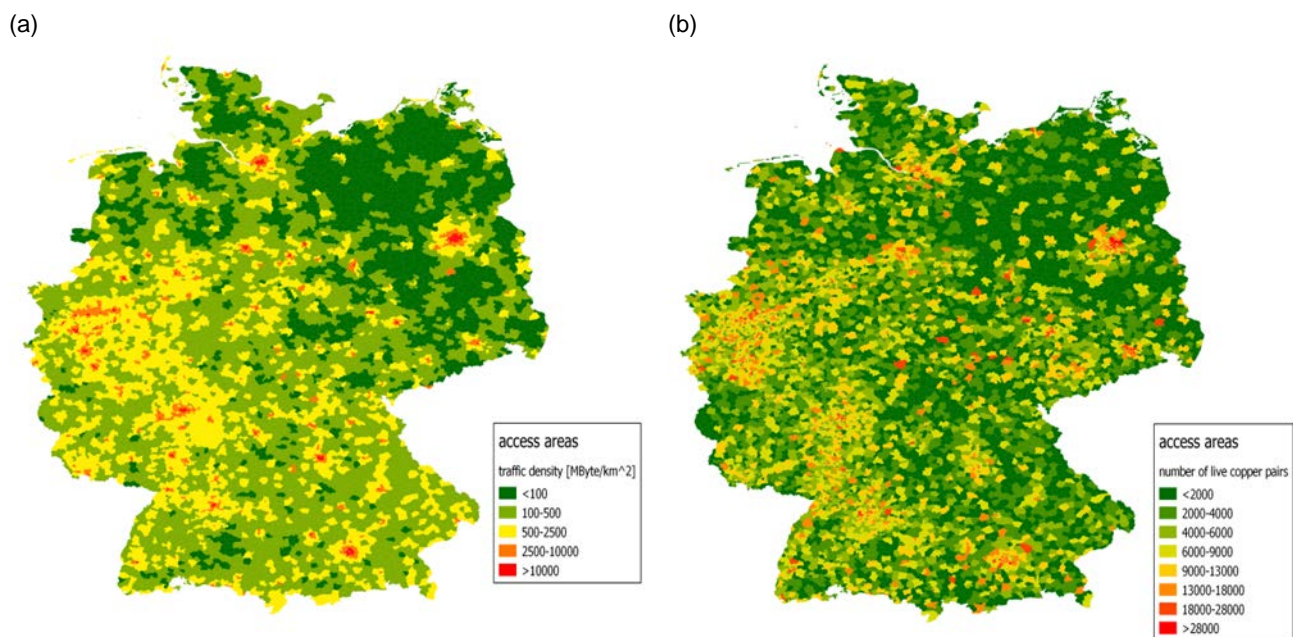 (a)
(b)
access areas
traffic density [MByte/km^2]
<100
100-500
500-2500
2500-10000
>10000
access areas
number of live copper pairs
<2000
2000-4000
4000-6000
6000-9000
9000-13000
13000-18000
18000-28000
>28000